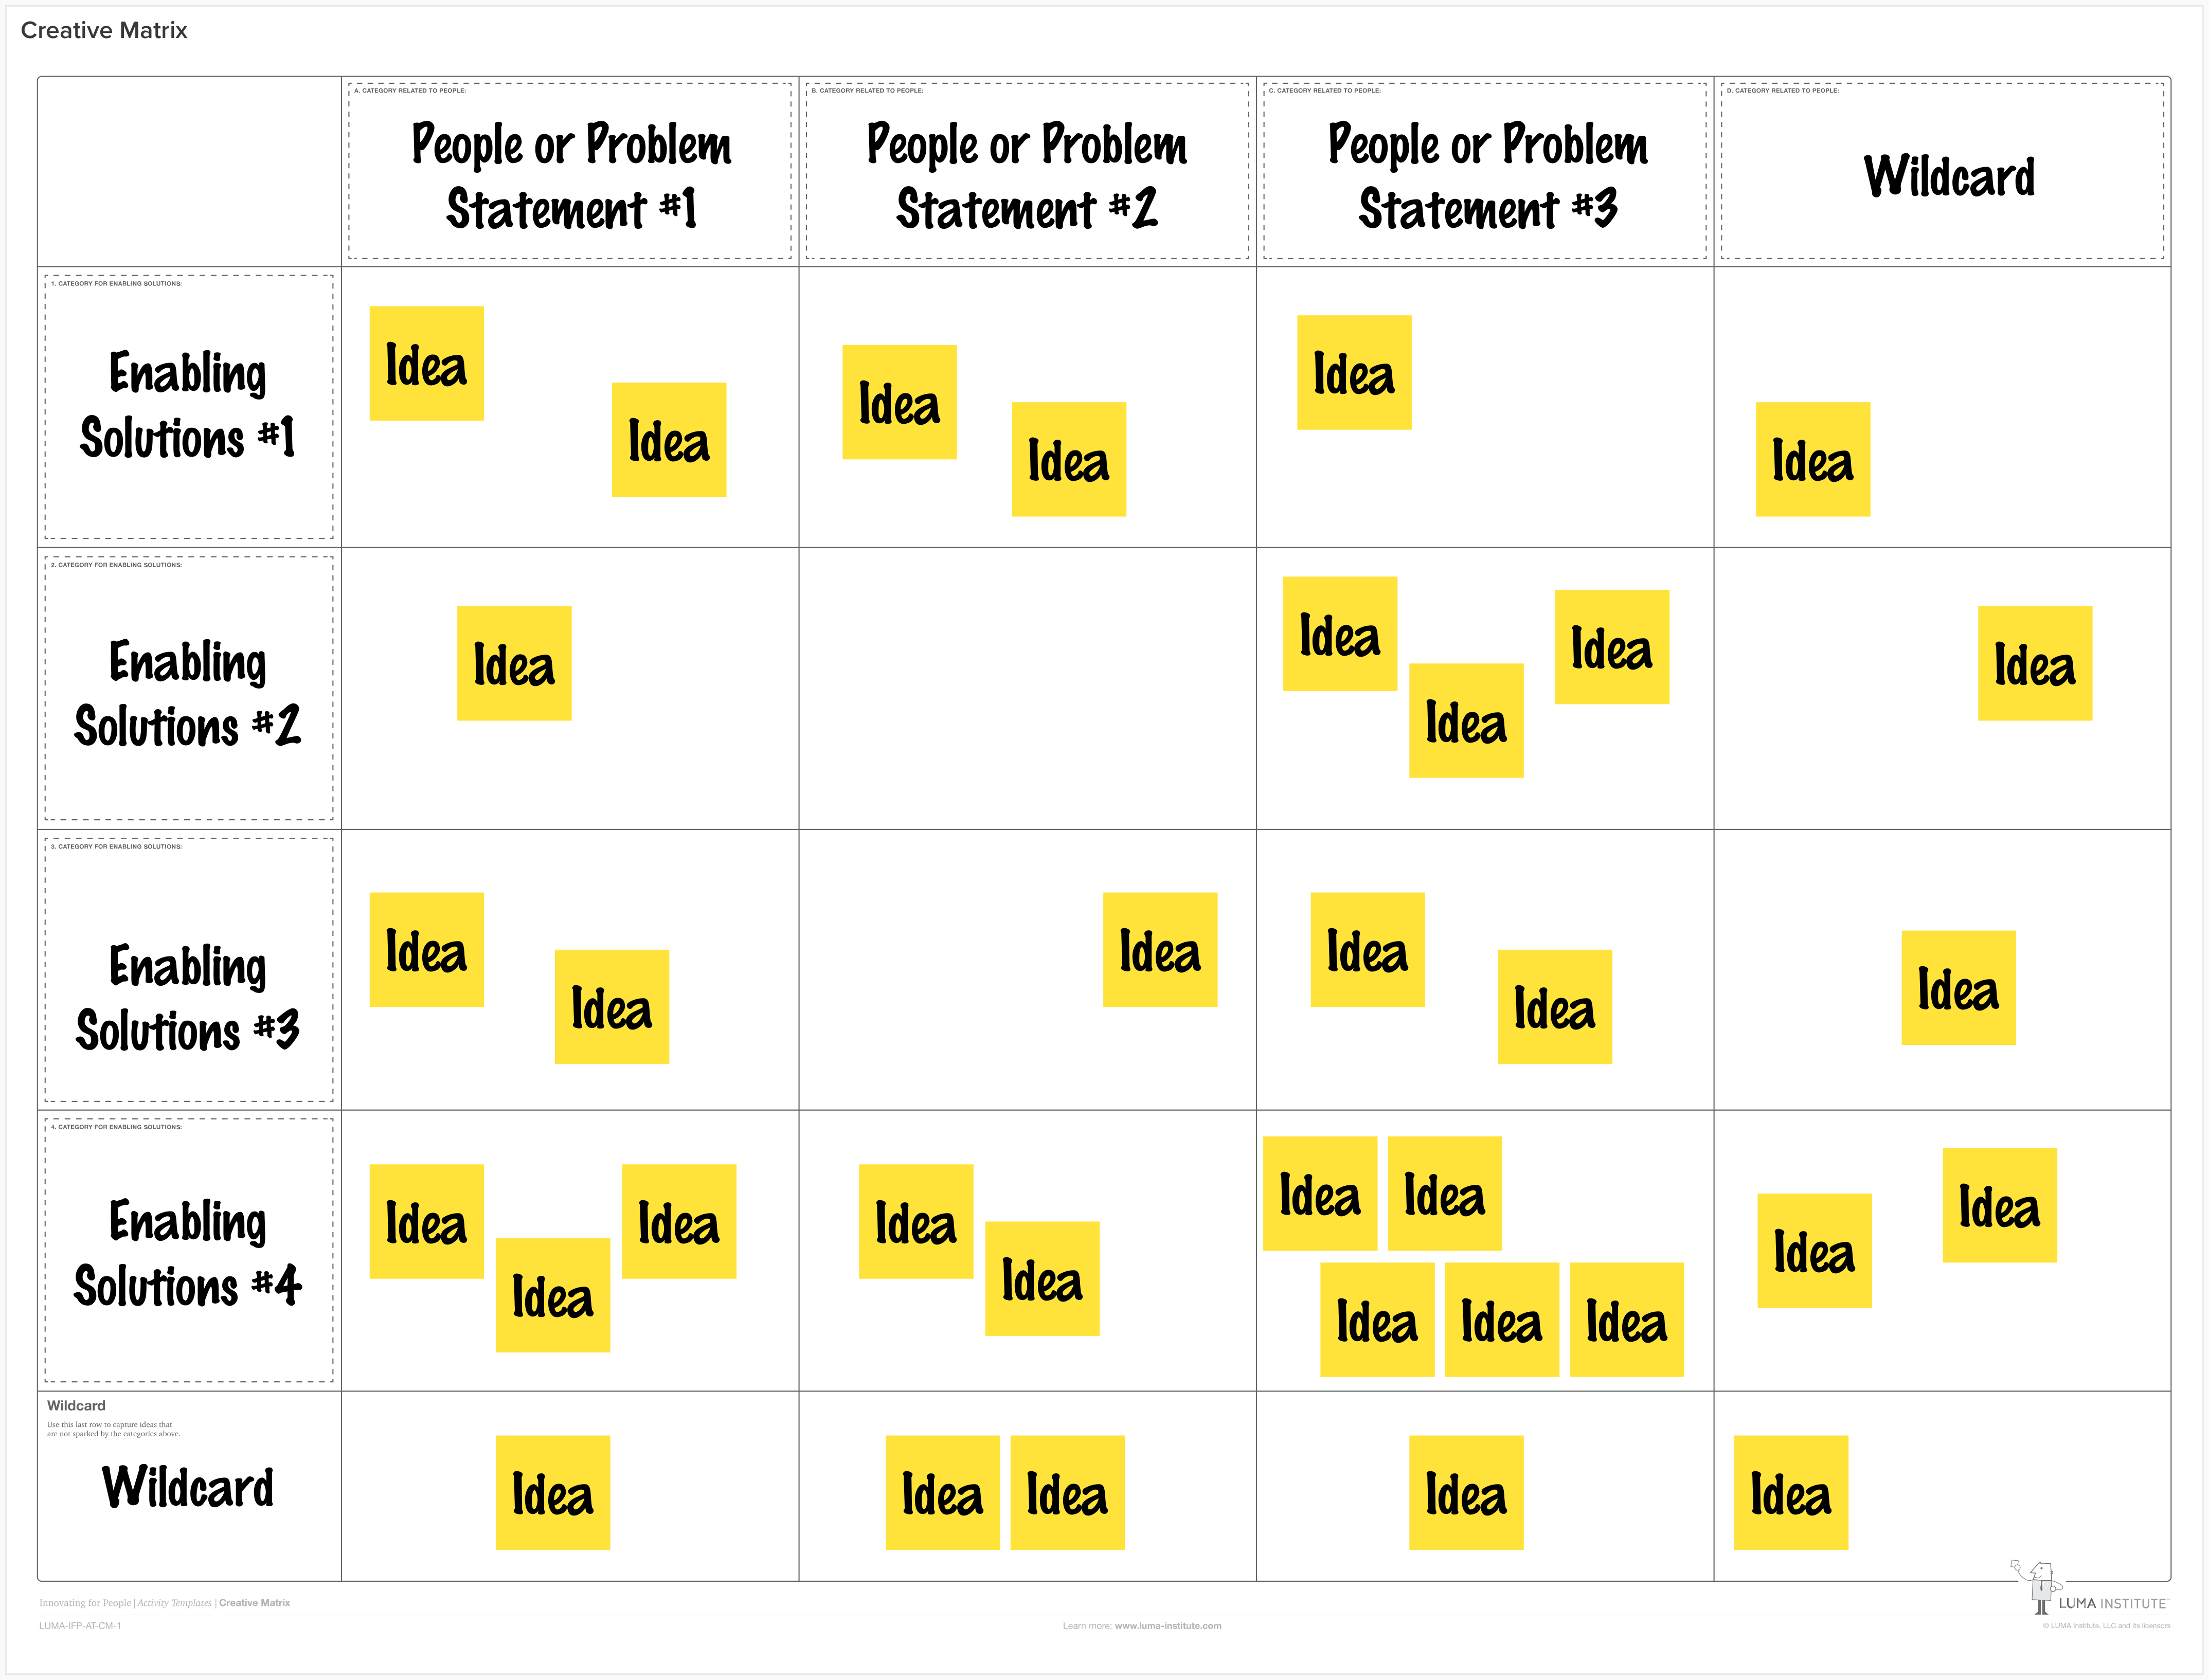 Creative Matrix
A. CATEGORY RELATED TO PEOPLE:
People or Problem
Statement #1
B. CATEGORY RELATED TO PEOPLE:
People or Problem
Statement #2
C. CATEGORY RELATED TO PEOPLE:
People or Problem
Statement #3
D. CATEGORY RELATED TO PEOPLE:
Wildcard
1. CATEGORY FOR ENABLING SOLUTIONS:
Enabling
Solutions #1
Idea
Idea
Idea
Idea
Idea
Idea
2. CATEGORY FOR ENABLING SOLUTIONS:
Enabling
Solutions #2
Idea
Idea
Idea
Idea
Idea
3. CATEGORY FOR ENABLING SOLUTIONS:
Enabling
Solutions #3
Idea
Idea
Idea
Idea
Idea
Idea
4. CATEGORY FOR ENABLING SOLUTIONS:
Enabling
Solutions #4
Idea
Idea
Idea
Idea
Idea
Idea
Idea
Idea
Idea
Idea
Idea
Idea
Wildcard
Use this last row to capture ideas that
are not sparked by the categories above.
Wildcard
Idea
Idea
Idea
Idea
Idea
Innovating for People | Activity Templates | Creative Matrix
LUMA INSTITUTE
LUMA-IFP-AT-CM-1
Learn more: www.luma-institute.com
© LUMA Institute, LLC and its licensors